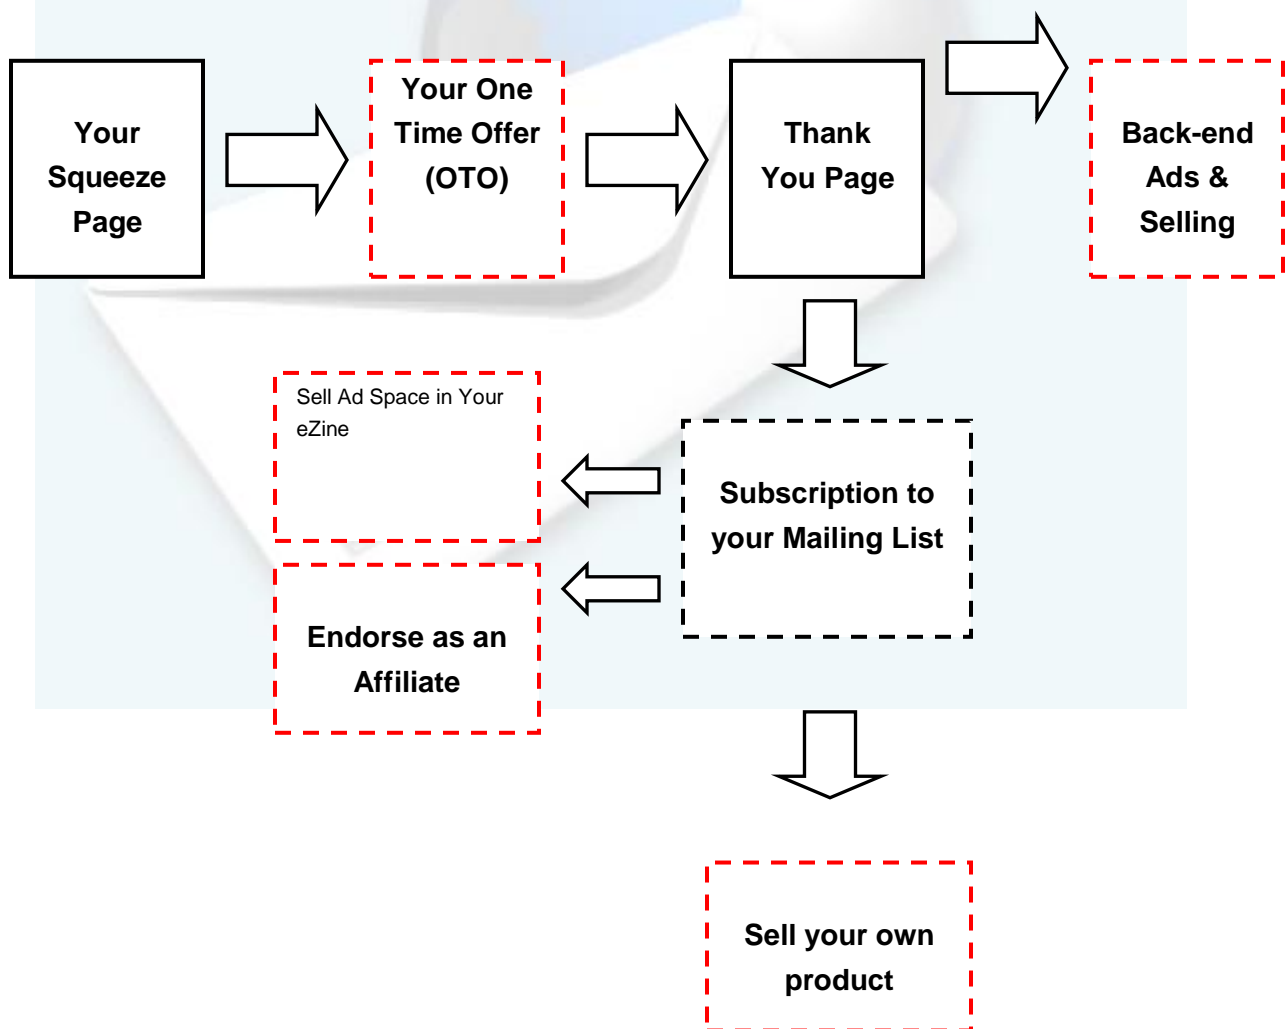 Your
Squeeze
Page
Your One
Time Offer
(OTO)
Thank
You Page
Back-end
Ads &
Selling
Sell Ad Space in Your
eZine
Subscription to
your Mailing List
Endorse as an
Affiliate
Sell your own
product